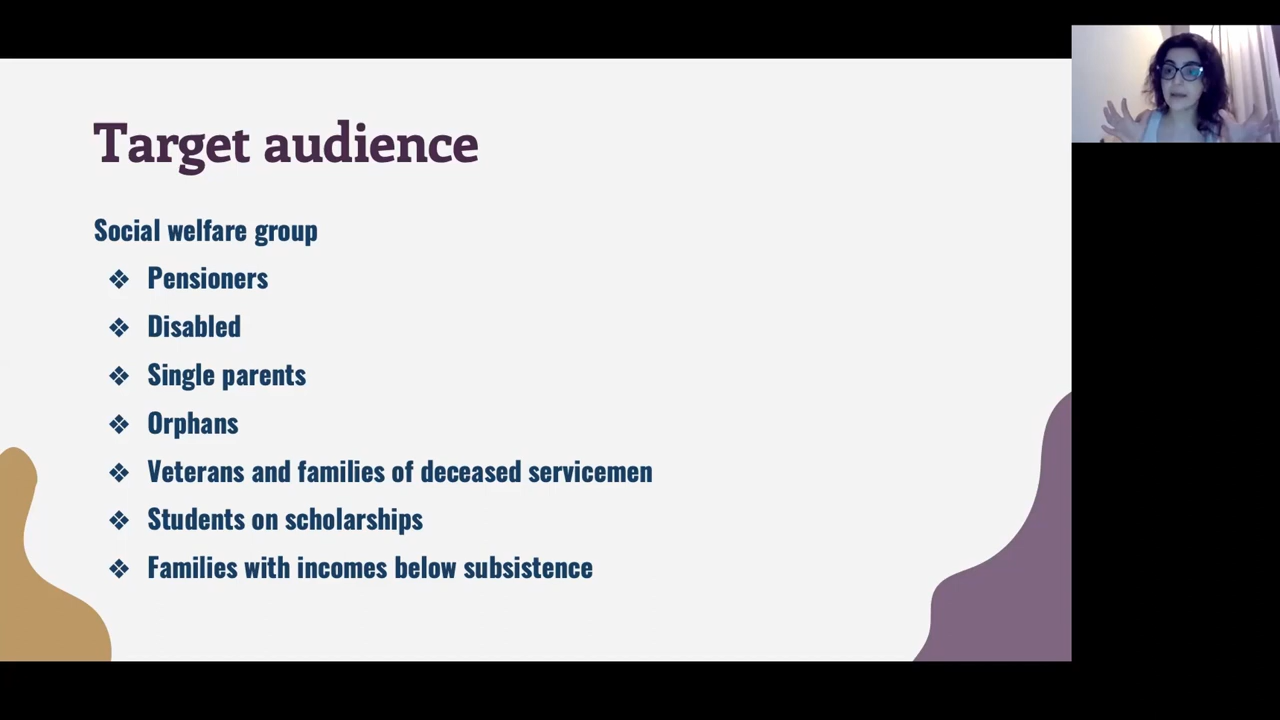 Target audience
Social welfare group
❖ Pensioners
❖ Disabled
❖ Single parents
❖ Orphans
❖ Veterans and families of deceased servicemen
❖ Students on scholarships
❖ Families with incomes below subsistence